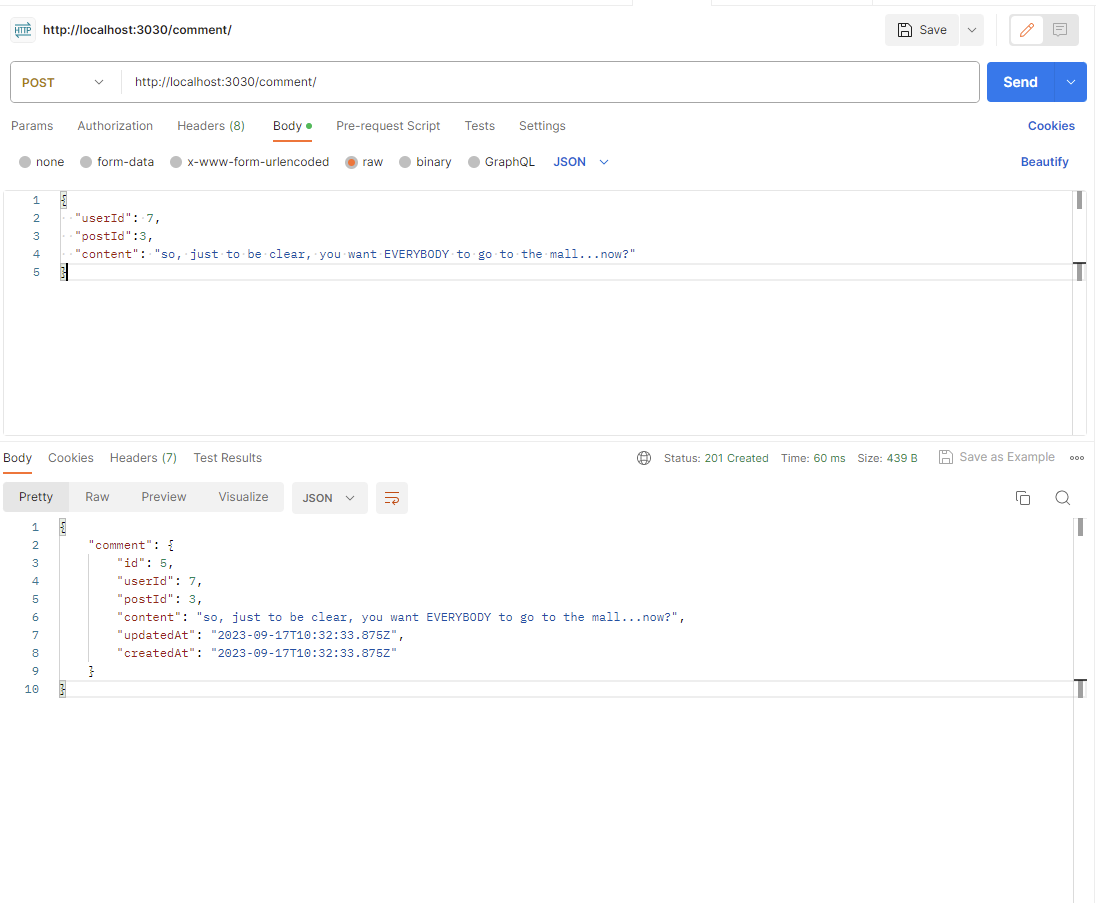 HTTP http://localhost:3030/comment/ Save
POST http://localhost:3030/comment/ Send
Params Authorization Headers (8) Body Pre-request Script Tests Settings Cookies
none form-data x-www-form-urlencoded raw binary GraphQL JSON Beautify
1 {
2 "userId": 7,
3 "postId":3,
4 "content": "so, just to be clear, you want EVERYBODY to go to the mall...now?"
5 }
Body Cookies Headers (7) Test Results Status: 201 Created Time: 60 ms Size: 439 B Save as Example
Pretty Raw Preview Visualize JSON
1 {
2 "comment": {
3 "id": 5,
4 "userId": 7,
5 "postId": 3,
6 "content": "so, just to be clear, you want EVERYBODY to go to the mall...now?",
7 "updatedAt": "2023-09-17T10:32:33.875Z",
8 "createdAt": "2023-09-17T10:32:33.875Z"
9 }
10 }